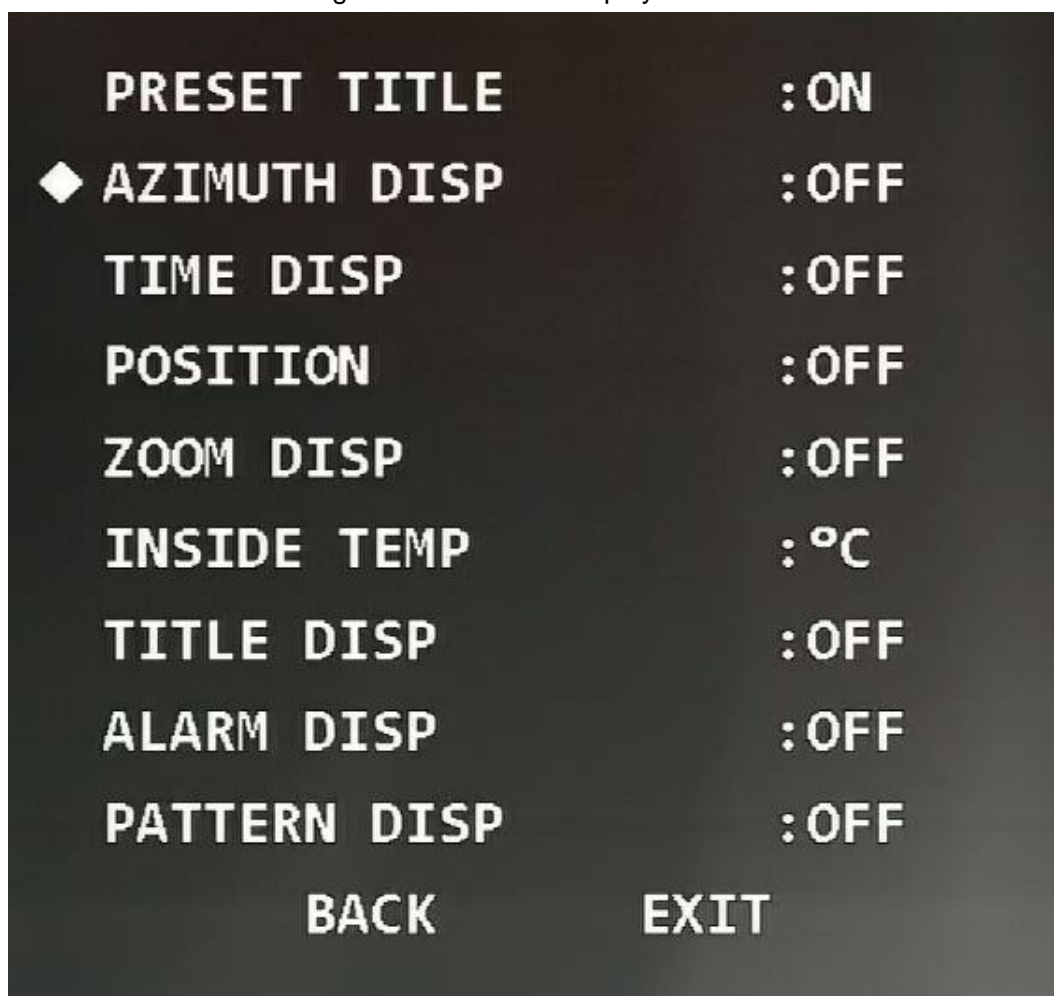 PRESET TITLE :ON
◆ AZIMUTH DISP :OFF
TIME DISP :OFF
POSITION :OFF
ZOOM DISP :OFF
INSIDE TEMP :ºC
TITLE DISP :OFF
ALARM DISP :OFF
PATTERN DISP :OFF
BACK EXIT